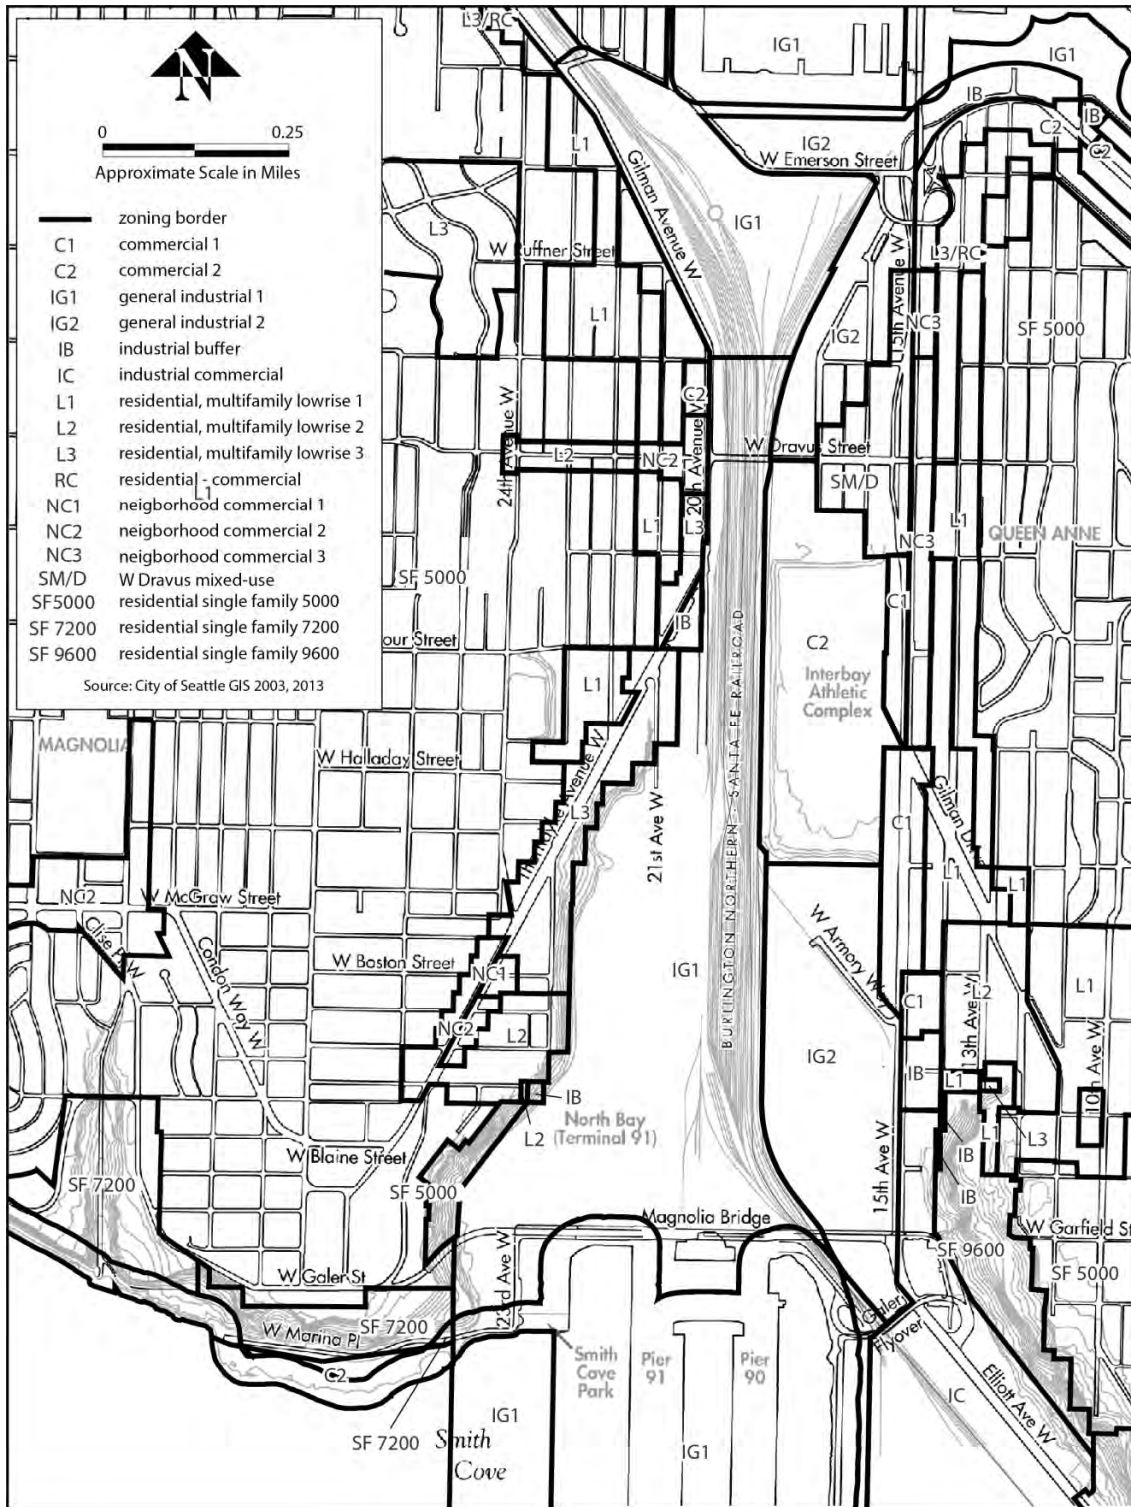 N
0 0.25
Approximate Scale in Miles
zoning border
C1 commercial 1
C2 commercial 2
IG1 general industrial 1
IG2 general industrial 2
IB industrial buffer
IC industrial commercial
L1 residential, multifamily lowrise 1
L2 residential, multifamily lowrise 2
L3 residential, multifamily lowrise 3
RC residential - commercial
L1
NC1 neigborhood commercial 1
NC2 neigborhood commercial 2
NC3 neigborhood commercial 3
SM/D W Dravus mixed-use
SF5000 residential single family 5000
SF 7200 residential single family 7200
SF 9600 residential single family 9600
Source: City of Seattle GIS 2003, 2013
L3/RC
IG1
IG1
IB
C2
IB
C2
IG2
W Emerson Street
L1
Gilman Avenue W
IG1
L3
W Ruffner Street
15th Avenue W
L3/RC
L1
NC3
SF 5000
IG2
C2
24th Avenue W
20th Avenue W
W Dravus Street
L2
NC2
SM/D
L1
L3
L1
NC3
QUEEN ANNE
SF 5000
C1
IB
our Street
C2
Interbay
Athletic
Complex
BURLINGTON NORTHERN - SANTA FE RAILROAD
L1
MAGNOLIA
W Halladay Street
Avenue W
L3
21st Ave W
Gilman Dr
C1
L1
L1
NC2
W McGraw Street
Clise Pl W
Condon Way W
W Armory Way
W Boston Street
NC1
IG1
C1
L2
L1
13th Ave W
NC2
L2
IG2
IB
L1
10th Ave W
IB
L2
North Bay
(Terminal 91)
L1
L3
IB
W Blaine Street
15th Ave W
SF 7200
SF 5000
IB
Magnolia Bridge
W Garfield St
SF 9600
23rd Ave W
SF 5000
W Galer St
Galer
Flyover
W Marina Pl
SF 7200
Smith
Cove
Park
Pier
91
Pier
90
C2
IC
Elliott Ave W
IG1
SF 7200
Smith
Cove
IG1